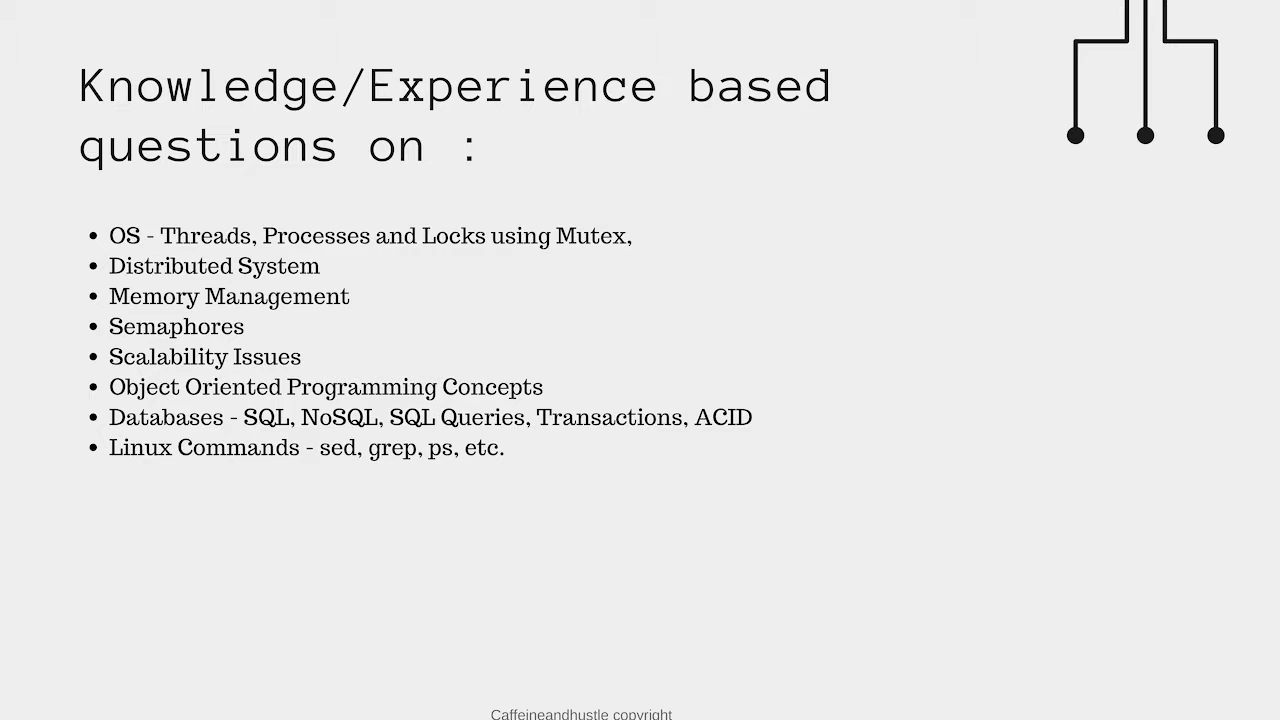 Knowledge/Experience based
questions on :
• OS - Threads, Processes and Locks using Mutex,
• Distributed System
• Memory Management
• Semaphores
• Scalability Issues
• Object Oriented Programming Concepts
• Databases - SQL, NoSQL, SQL Queries, Transactions, ACID
• Linux Commands - sed, grep, ps, etc.
Caffeineandhustle copyright